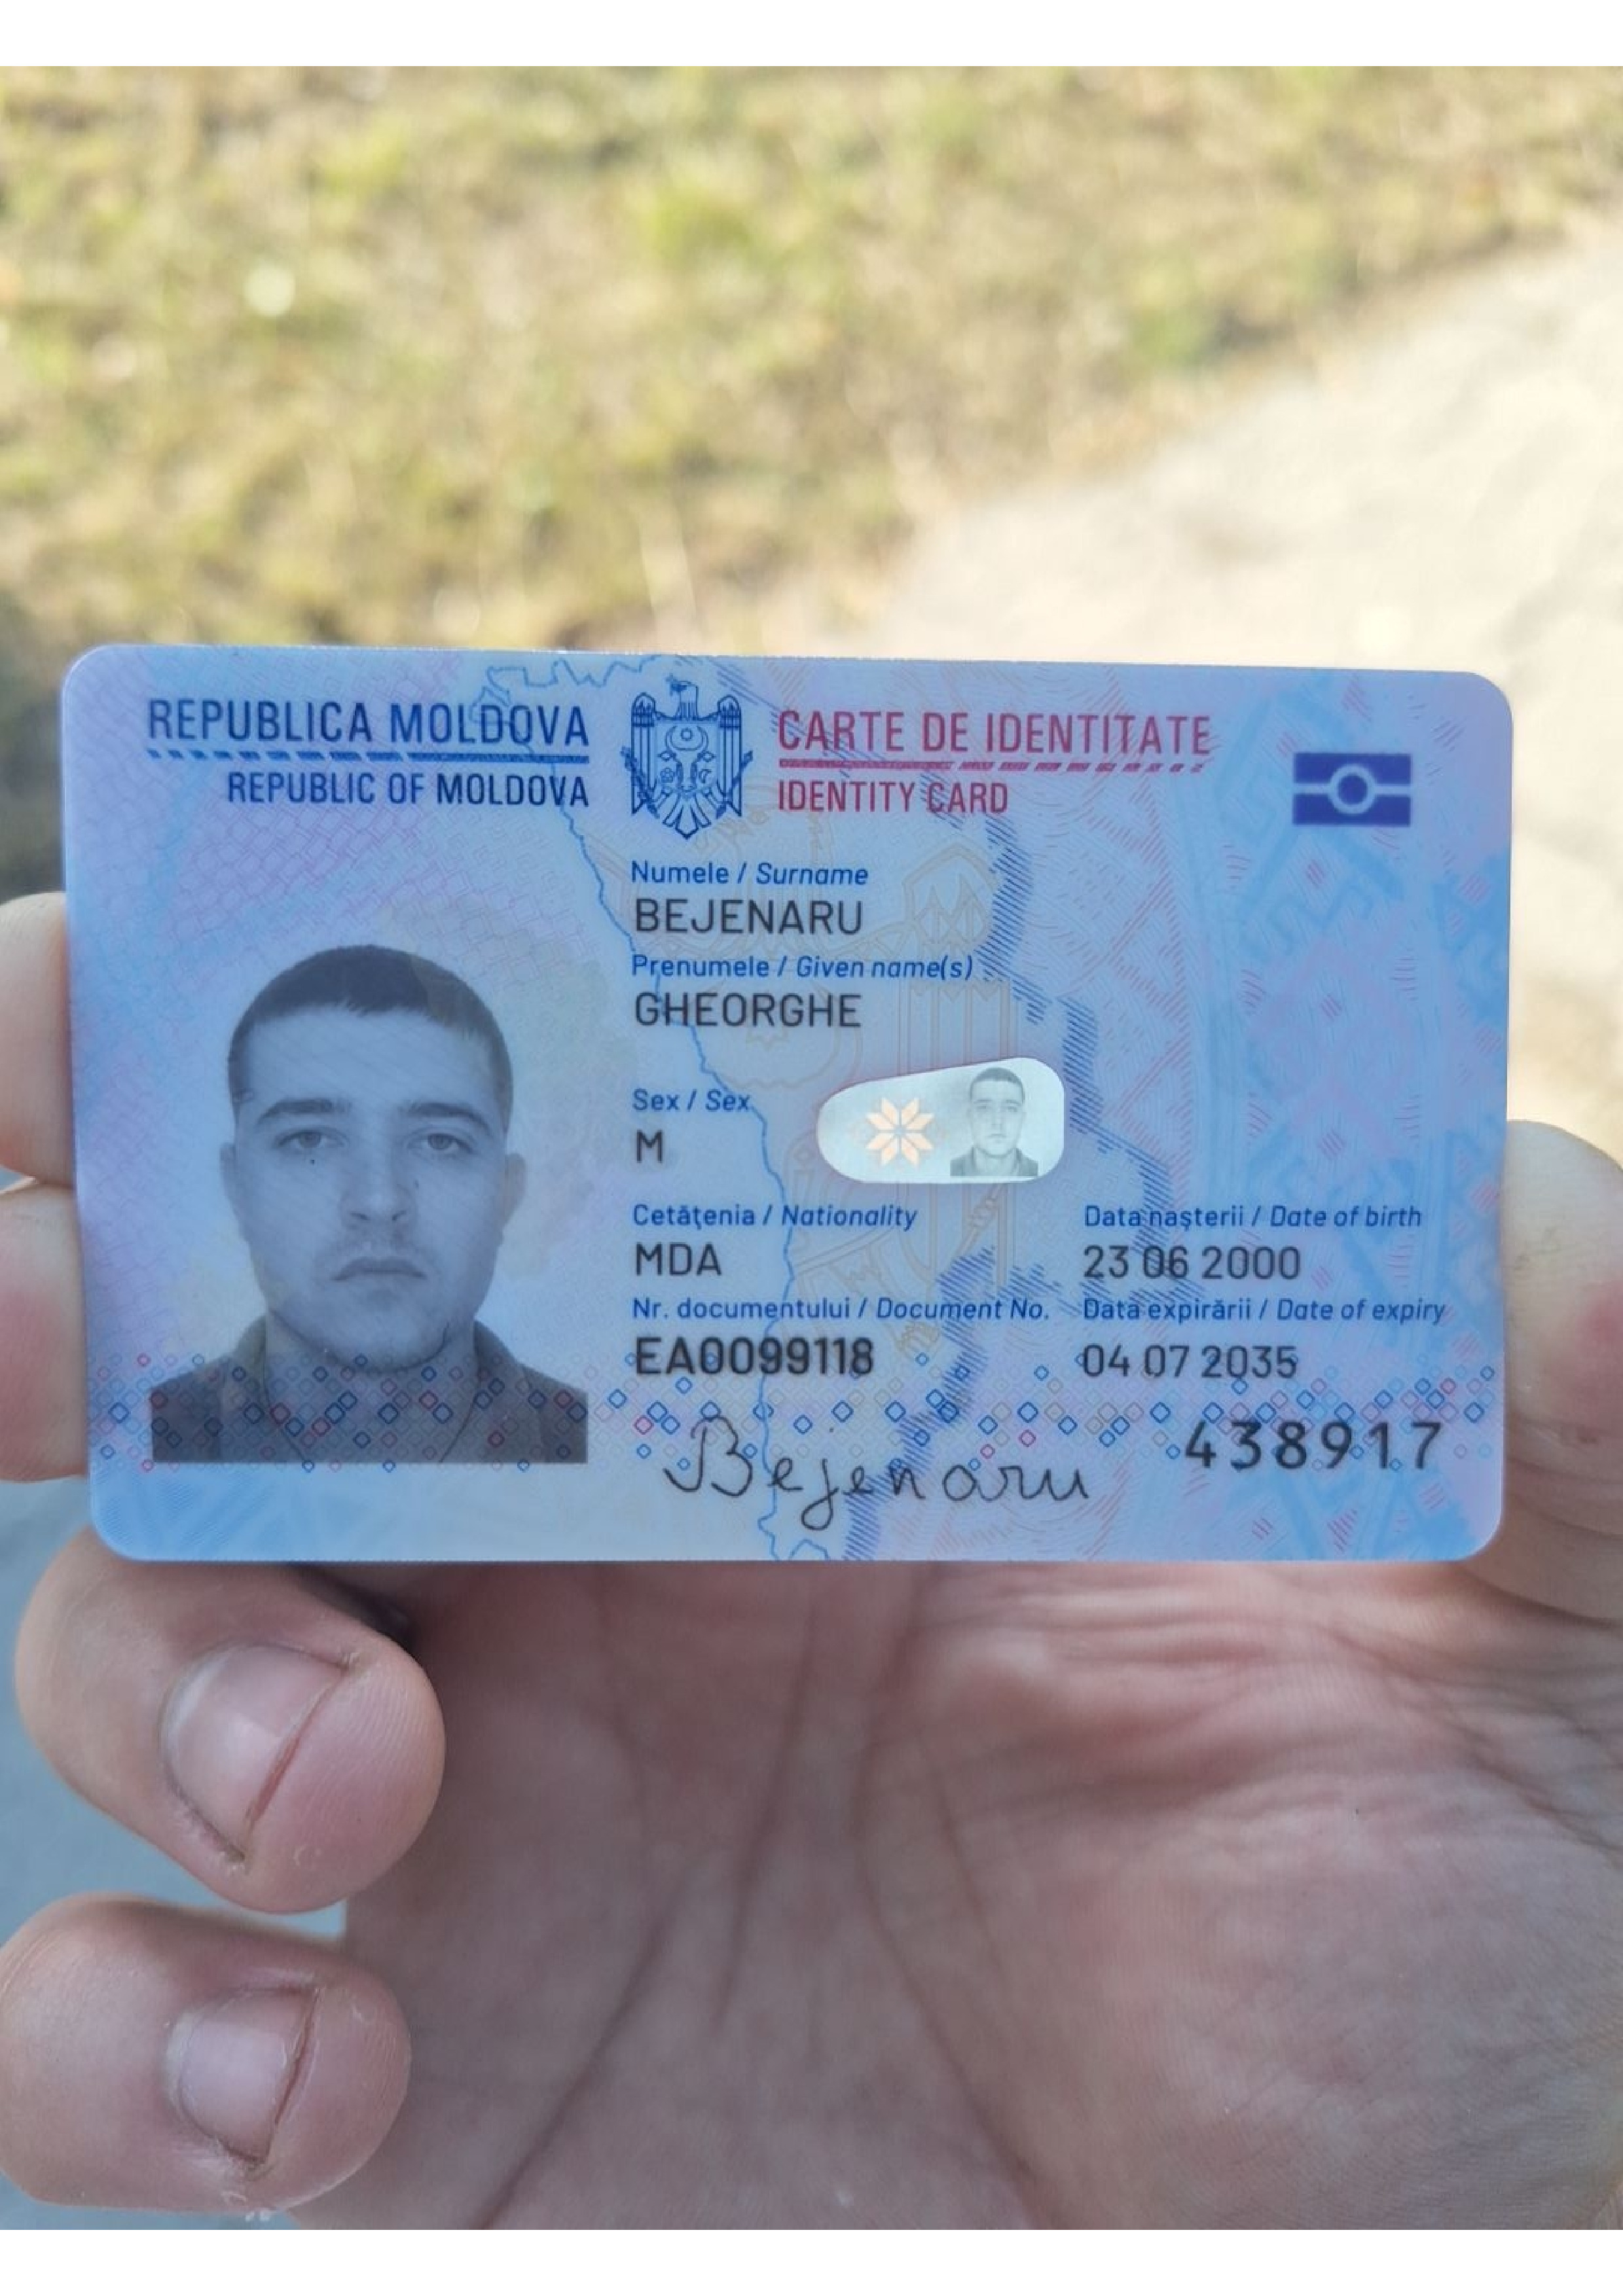 REPUBLICA MOLDOVA
REPUBLIC OF MOLDOVA
CARTE DE IDENTITATE
IDENTITY CARD
Numele / Surname
BEJENARU
Prenumele / Given name(s)
GHEORGHE
Sex / Sex
M
Cetățenia / Nationality
MDA
Data nașterii / Date of birth
23 06 2000
Nr. documentului / Document No.
EA0099118
Data expirării / Date of expiry
04 07 2035
Bejenaru
438917